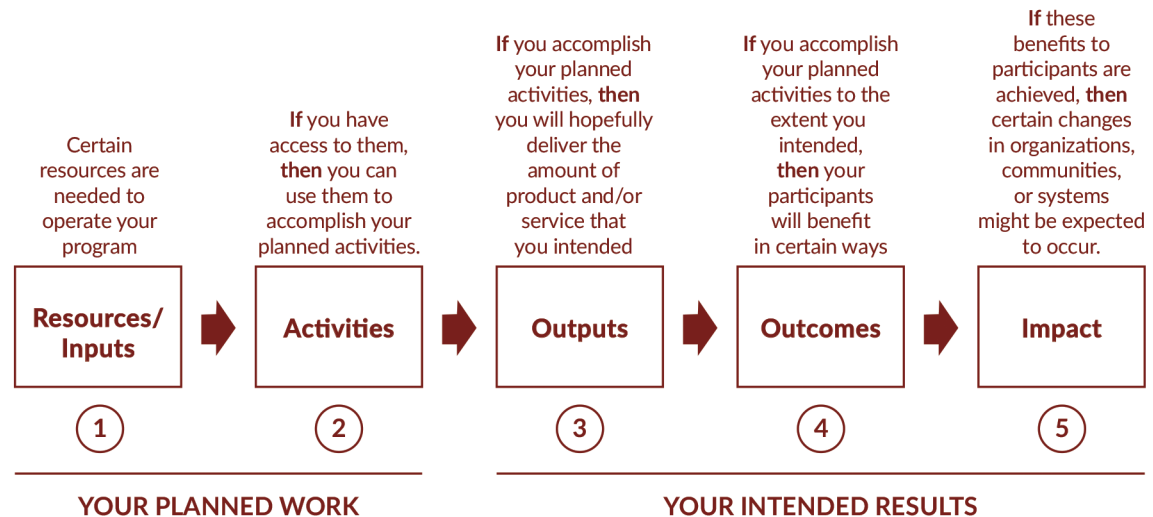 Certain
resources are
needed to
operate your
program
If you have
access to them,
then you can
use them to
accomplish your
planned activities.
If you accomplish
your planned
activities, then
you will hopefully
deliver the
amount of
product and/or
service that
you intended
If you accomplish
your planned
activities to the
extent you
intended,
then your
participants
will benefit
in certain ways
If these
benefits to
participants are
achieved, then
certain changes
in organizations,
communities,
or systems
might be expected
to occur.
Resources/
Inputs
Activities
Outputs
Outcomes
Impact
1
2
3
4
5
YOUR PLANNED WORK
YOUR INTENDED RESULTS